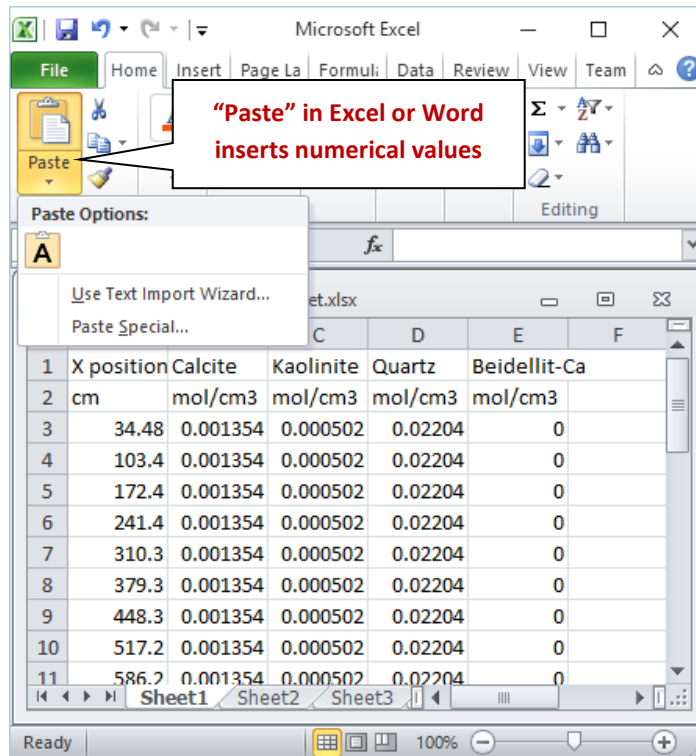 Microsoft Excel
File Home Insert Page La Formul Data Review View Team
"Paste" in Excel or Word
inserts numerical values
Paste
Editing
Paste Options:
A
Use Text Import Wizard...
Paste Special...
fx
et.xlsx
C D E F
1 X position Calcite Kaolinite Quartz Beidellit-Ca
2 cm mol/cm3 mol/cm3 mol/cm3 mol/cm3
3 34.48 0.001354 0.000502 0.02204 0
4 103.4 0.001354 0.000502 0.02204 0
5 172.4 0.001354 0.000502 0.02204 0
6 241.4 0.001354 0.000502 0.02204 0
7 310.3 0.001354 0.000502 0.02204 0
8 379.3 0.001354 0.000502 0.02204 0
9 448.3 0.001354 0.000502 0.02204 0
10 517.2 0.001354 0.000502 0.02204 0
11 586.2 0.001354 0.000502 0.02204 0
Sheet1 Sheet2 Sheet3
Ready 100%